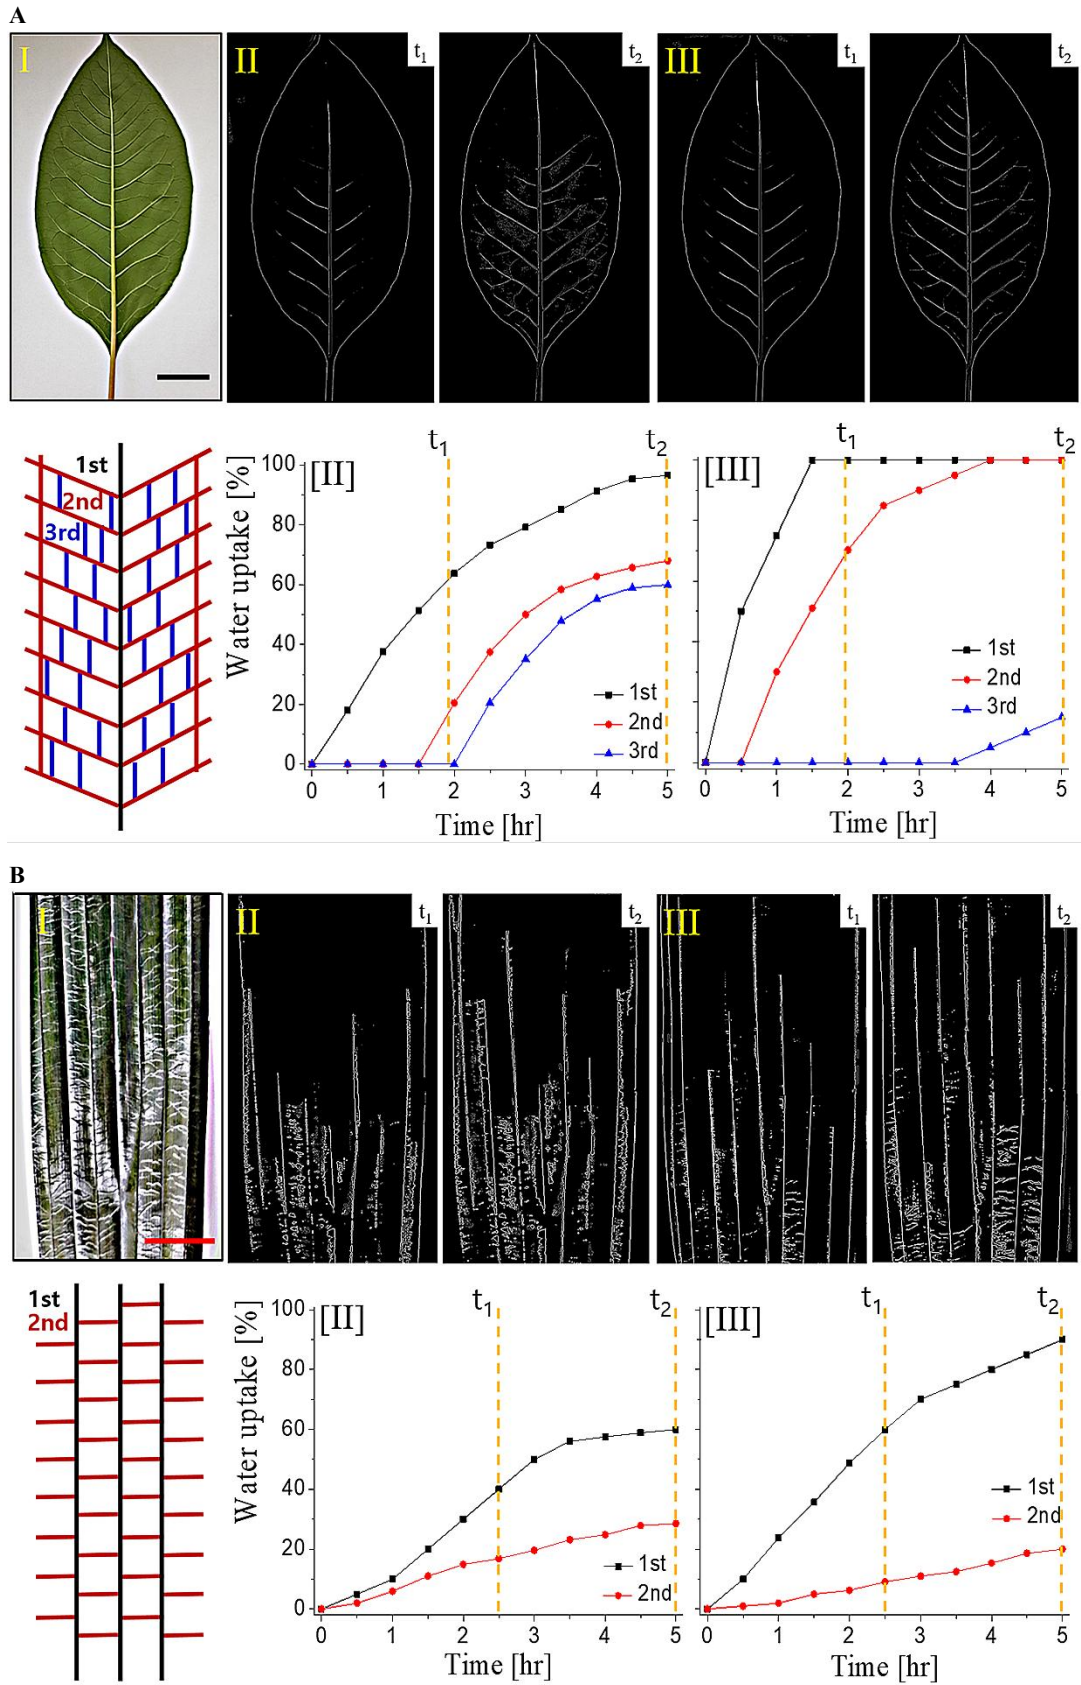 A
I
II
t1
t2
III
t1
t2
1st
2nd
3rd
[II]
t1
t2
Water uptake [%]
100
80
60
40
20
0
1st
2nd
3rd
0 1 2 3 4 5
Time [hr]
[III]
t1
t2
1st
2nd
3rd
0 1 2 3 4 5
Time [hr]
B
I
II
t1
t2
III
t1
t2
1st
2nd
[II]
t1
t2
Water uptake [%]
100
80
60
40
20
0
1st
2nd
0 1 2 3 4 5
Time [hr]
[III]
t1
t2
1st
2nd
0 1 2 3 4 5
Time [hr]